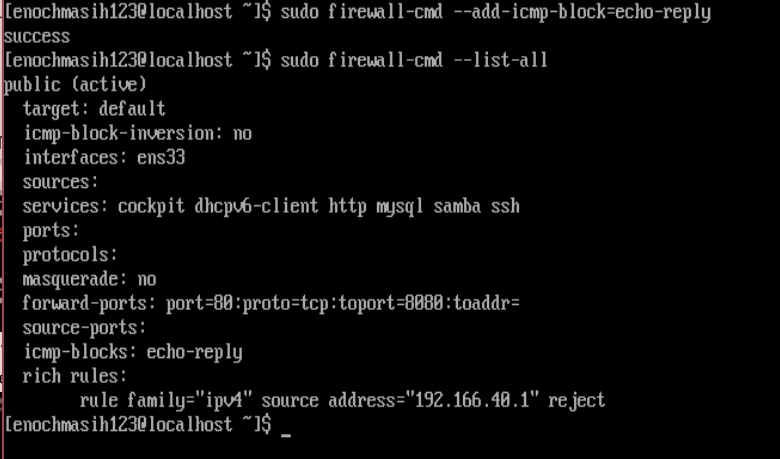 [enochmasih123@localhost ~]$ sudo firewall-cmd --add-icmp-block=echo-reply
success
[enochmasih123@localhost ~]$ sudo firewall-cmd --list-all
public (active)
  target: default
  icmp-block-inversion: no
  interfaces: ens33
  sources:
  services: cockpit dhcpv6-client http mysql samba ssh
  ports:
  protocols:
  masquerade: no
  forward-ports: port=80:proto=tcp:toport=8080:toaddr=
  source-ports:
  icmp-blocks: echo-reply
  rich rules:
        rule family="ipv4" source address="192.166.40.1" reject
[enochmasih123@localhost ~]$ _